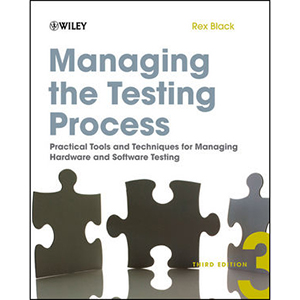 WILEY
Rex Black
Managing
the Testing
Process
Practical Tools and Techniques for Managing
Hardware and Software Testing
THIRD EDITION
3